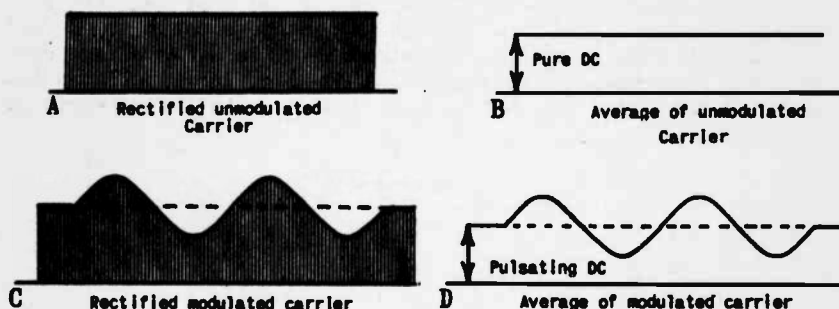 A
Rectified unmodulated
Carrier
Pure DC
B
Average of unmodulated
Carrier
C
Rectified modulated carrier
Pulsating DC
D
Average of modulated carrier